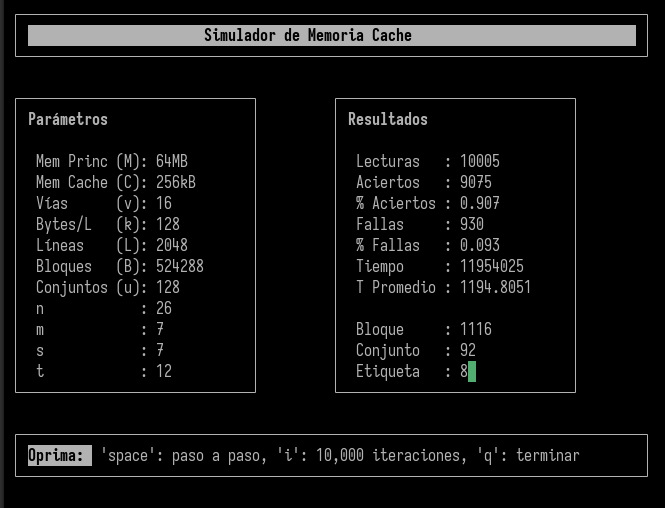 Simulador de Memoria Cache
Parámetros
Mem Princ (M): 64MB
Mem Cache (C): 256kB
Vías (v): 16
Bytes/L (k): 128
Líneas (L): 2048
Bloques (B): 524288
Conjuntos (u): 128
n : 26
m : 7
s : 7
t : 12
Resultados
Lecturas : 10005
Aciertos : 9075
% Aciertos : 0.907
Fallas : 930
% Fallas : 0.093
Tiempo : 11954025
T Promedio : 1194.8051
Bloque : 1116
Conjunto : 92
Etiqueta : 8
Oprima: 'space': paso a paso, 'i': 10,000 iteraciones, 'q': terminar